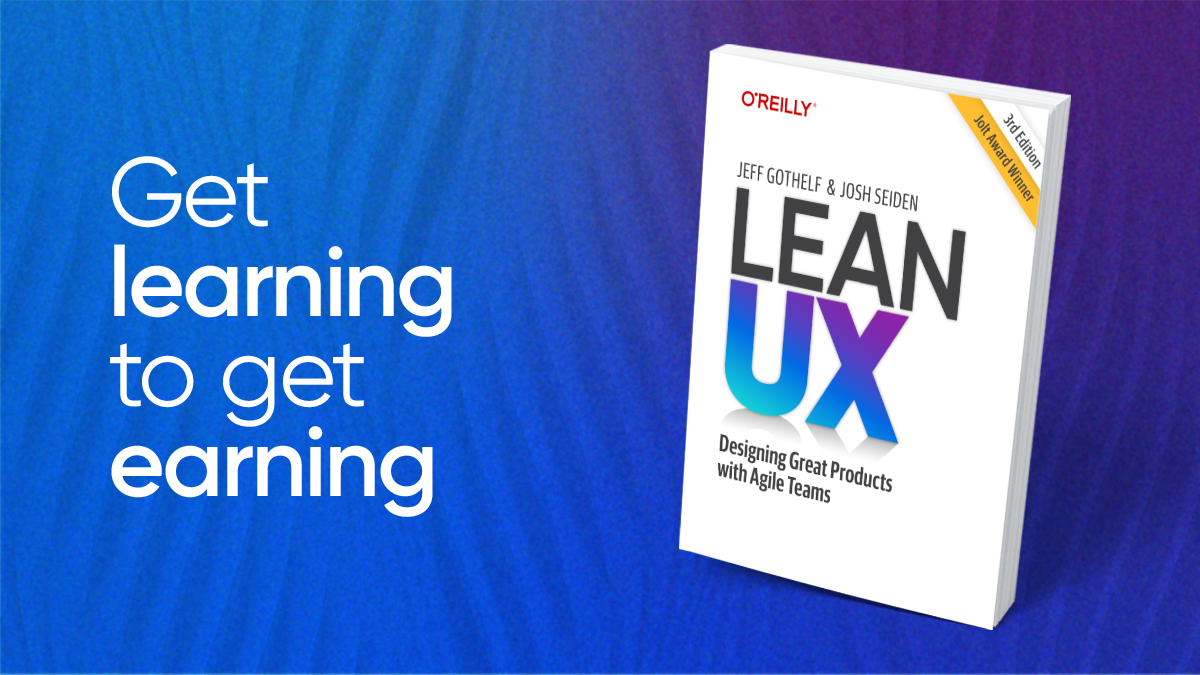 Get
learning
to get
earning
O'REILLY®
3rd Edition
Jolt Award Winner
JEFF GOTHELF & JOSH SEIDEN
LEAN
UX
Designing Great Products
with Agile Teams